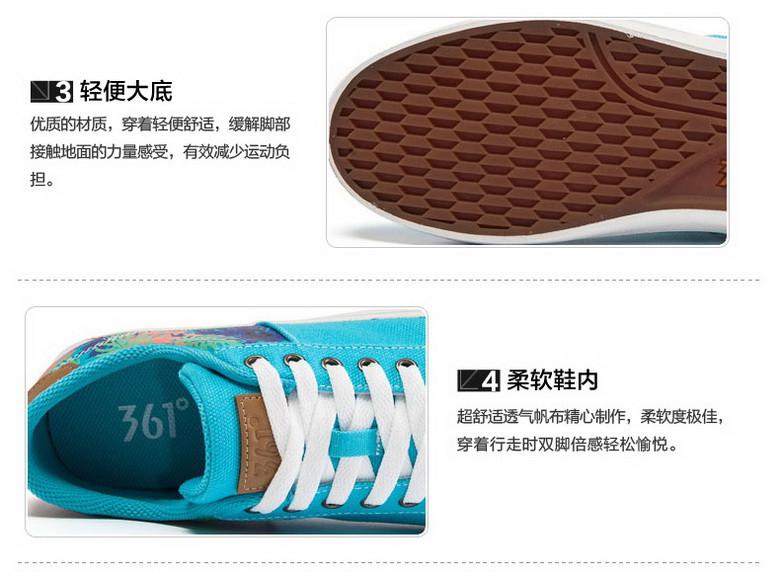 3 轻便大底
优质的材质，穿着轻便舒适，缓解脚部
接触地面的力量感受，有效减少运动负
担。
361°
4 柔软鞋内
超舒适透气帆布精心制作，柔软度极佳，
穿着行走时双脚倍感轻松愉悦。